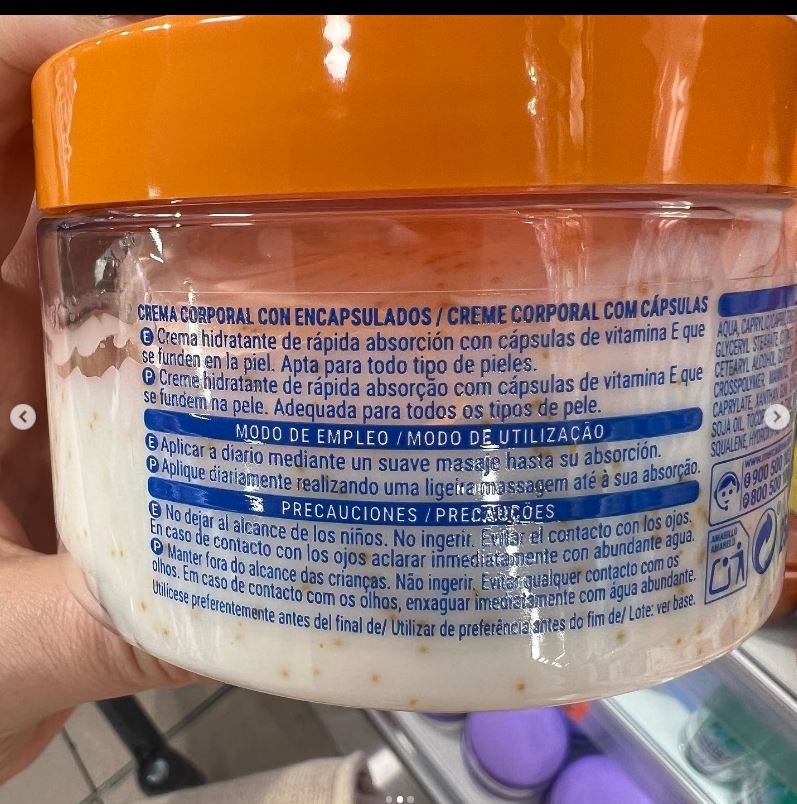 CREMA CORPORAL CON ENCAPSULADOS / CREME CORPORAL COM CÁPSULAS
E Crema hidratante de rápida absorción con cápsulas de vitamina E que
se funden en la piel. Apta para todo tipo de pieles.
P Creme hidratante de rápida absorção com cápsulas de vitamina E que
se fundem na pele. Adequada para todos os tipos de pele.
MODO DE EMPLEO / MODO DE UTILIZAÇÃO
E Aplicar a diario mediante un suave masaje hasta su absorción.
P Aplique diariamente realizando uma ligeira massagem até à sua absorção.
PRECAUCIONES / PRECAUÇÕES
E No dejar al alcance de los niños. No ingerir. Evitar el contacto con los ojos.
En caso de contacto con los ojos aclarar inmediatamente con abundante agua.
P Manter fora do alcance das crianças. Não ingerir. Evitar qualquer contacto com os
olhos. Em caso de contacto com os olhos, enxaguar imediatamente com água abundante.
Utilícese preferentemente antes del final de/ Utilizar de preferência antes do fim de/ Lote: ver base.
AQUA,
GLYCERYL STEARATE
CETEARYL ALCOHOL,
CROSSPOLYMER,
CAPRYLATE, XANTHAN
SOJA OIL,
SQUALENE,
900 500
800 500
AMARILLO
AMARELO